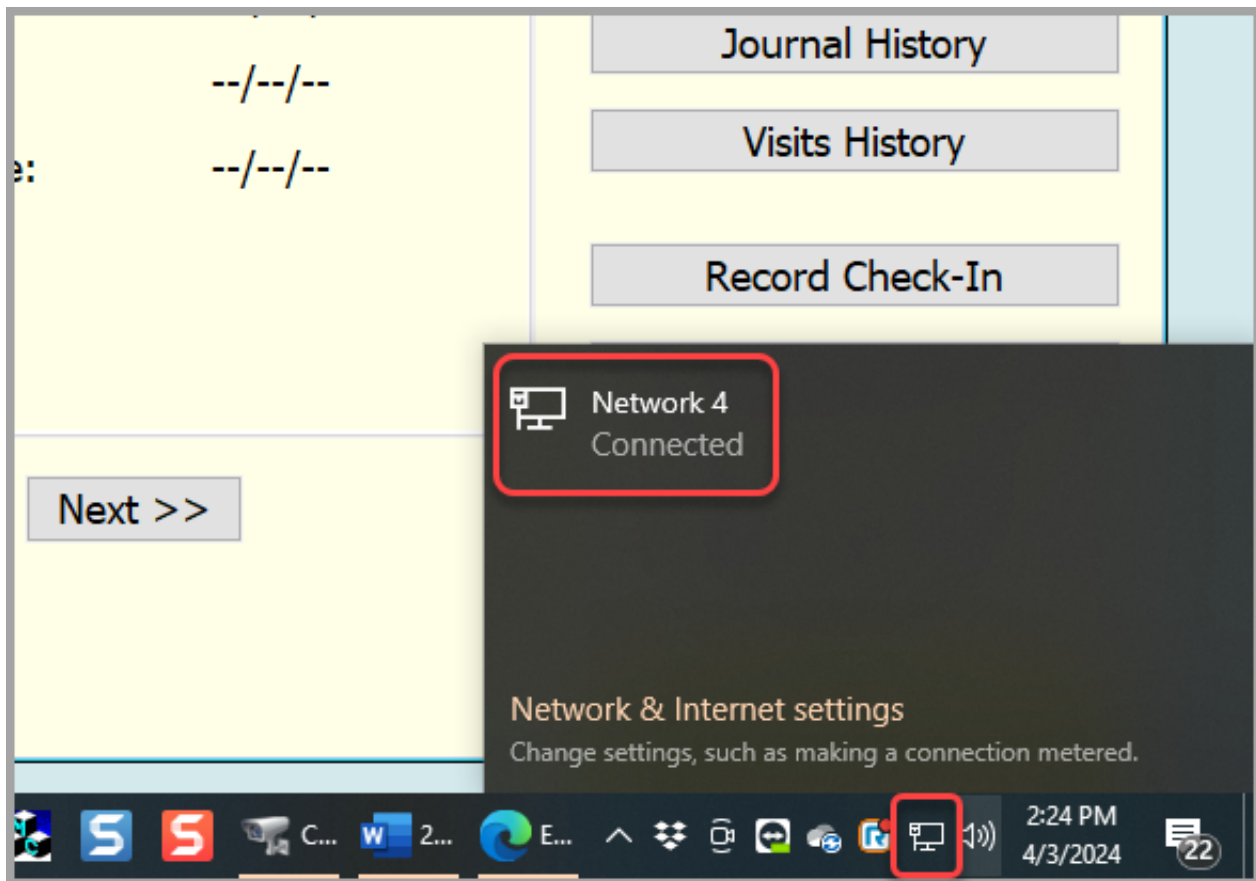 Journal History
--/--/--
Visits History
e: --/--/--
Record Check-In
Network 4
Connected
Next >>
Network & Internet settings
Change settings, such as making a connection metered.
S S C... W 2... E... 2:24 PM
4/3/2024
22